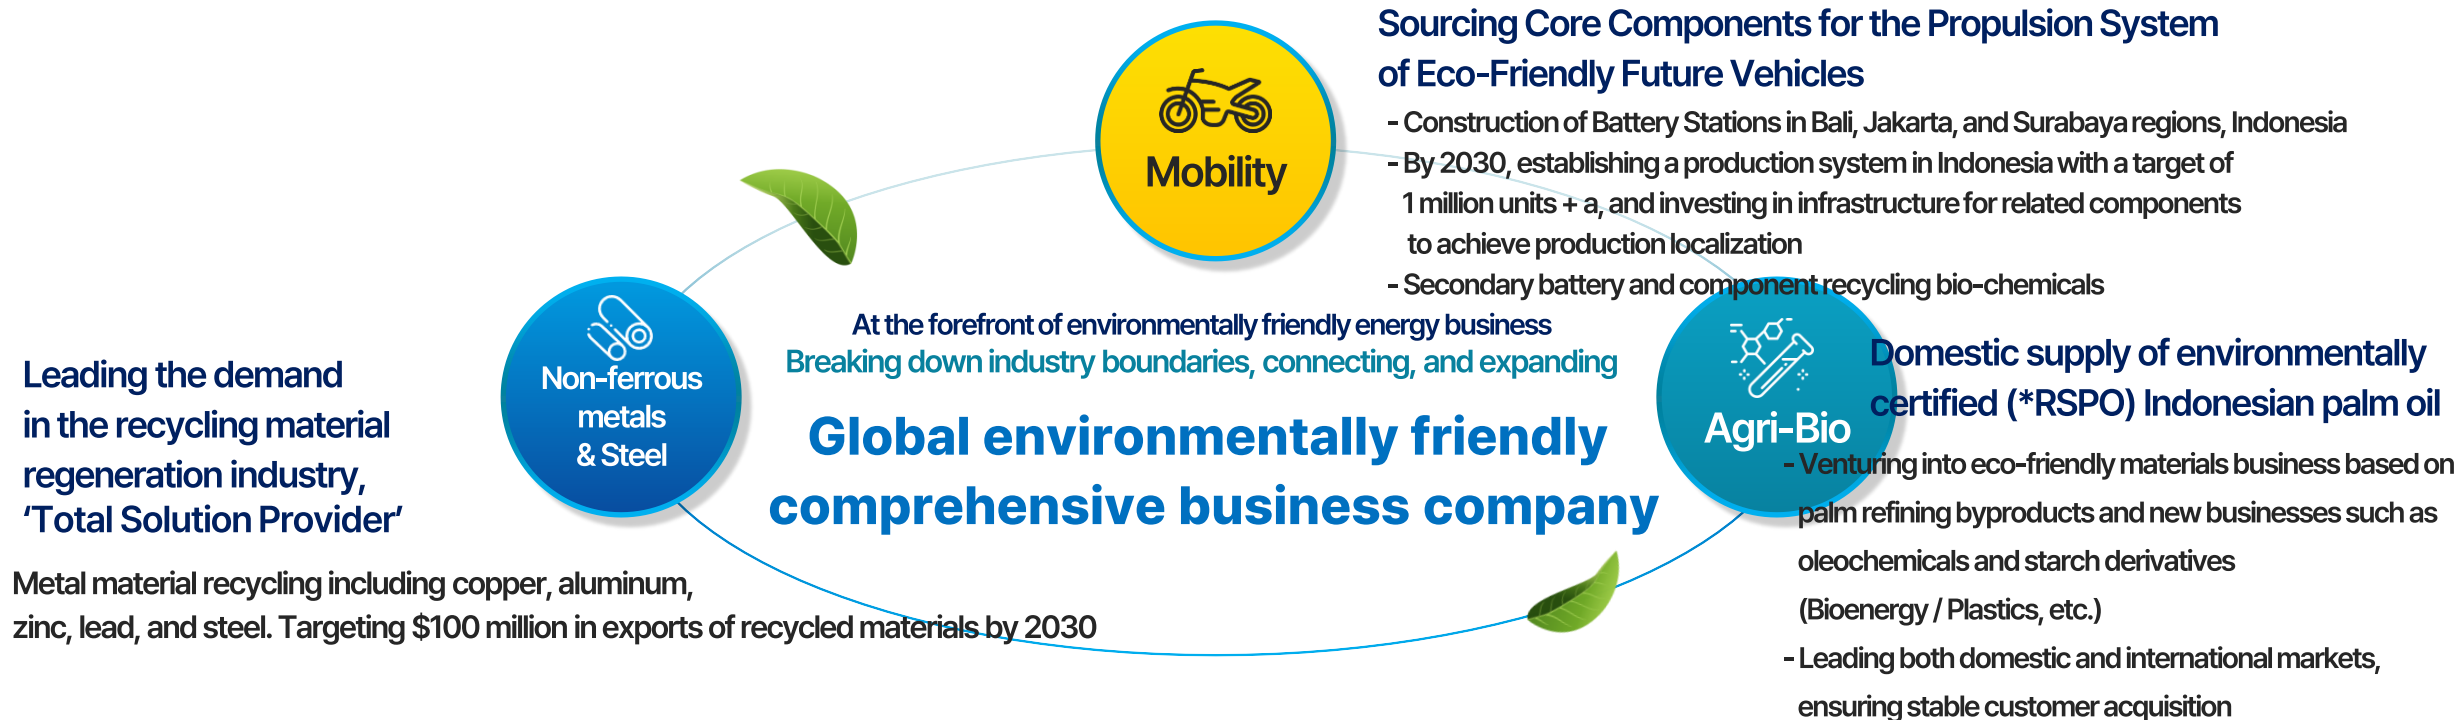 Sourcing Core Components for the Propulsion System
of Eco-Friendly Future Vehicles
- Construction of Battery Stations in Bali, Jakarta, and Surabaya regions, Indonesia
- By 2030, establishing a production system in Indonesia with a target of
1 million units + a, and investing in infrastructure for related components
to achieve production localization
- Secondary battery and component recycling bio-chemicals
Mobility
At the forefront of environmentally friendly energy business
Breaking down industry boundaries, connecting, and expanding
Global environmentally friendly
comprehensive business company
Non-ferrous
metals
& Steel
Leading the demand
in the recycling material
regeneration industry,
‘Total Solution Provider’
Metal material recycling including copper, aluminum,
zinc, lead, and steel. Targeting $100 million in exports of recycled materials by 2030
Agri-Bio
Domestic supply of environmentally
certified (*RSPO) Indonesian palm oil
- Venturing into eco-friendly materials business based on
palm refining byproducts and new businesses such as
oleochemicals and starch derivatives
(Bioenergy / Plastics, etc.)
- Leading both domestic and international markets,
ensuring stable customer acquisition